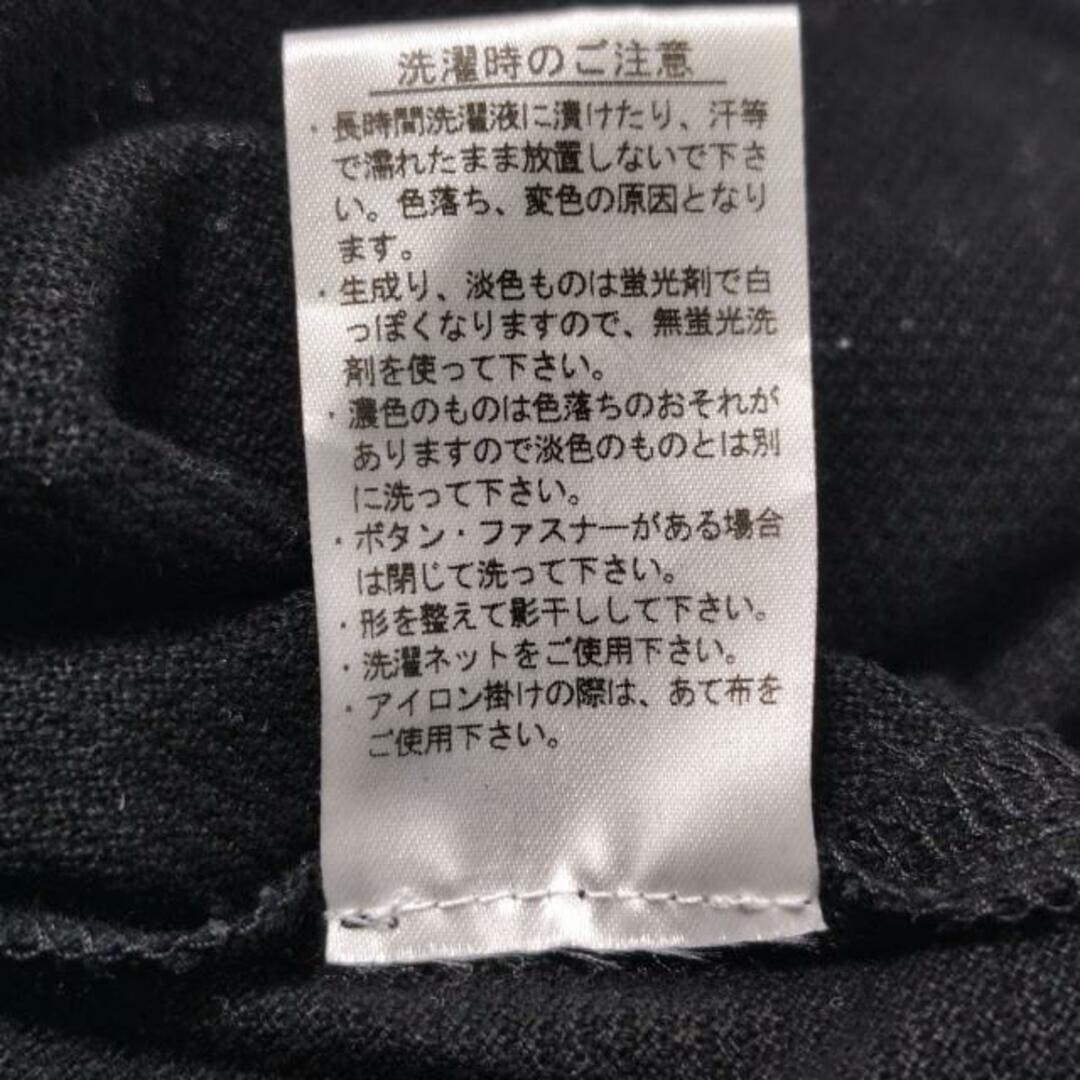 洗濯時のご注意
・長時間洗濯液に漬けたり、汗等
で濡れたまま放置しないで下さ
い。色落ち、変色の原因となり
ます。
・生成り、淡色ものは蛍光剤で白
っぽくなりますので、無蛍光洗
剤を使って下さい。
・濃色のものは色落ちのおそれが
ありますので淡色のものとは別
に洗って下さい。
・ボタン・ファスナーがある場合
は閉じて洗って下さい。
・形を整えて影干しして下さい。
・洗濯ネットをご使用下さい。
・アイロン掛けの際は、あて布を
ご使用下さい。